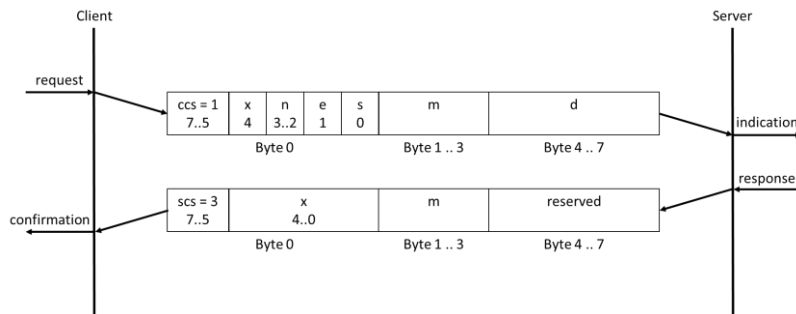 Client
Server
request
ccs = 1 x n e s m d
7..5 4 3..2 1 0
indication
Byte 0 Byte 1 .. 3 Byte 4 .. 7
response
scs = 3 x m reserved
7..5 4..0
confirmation
Byte 0 Byte 1 .. 3 Byte 4 .. 7